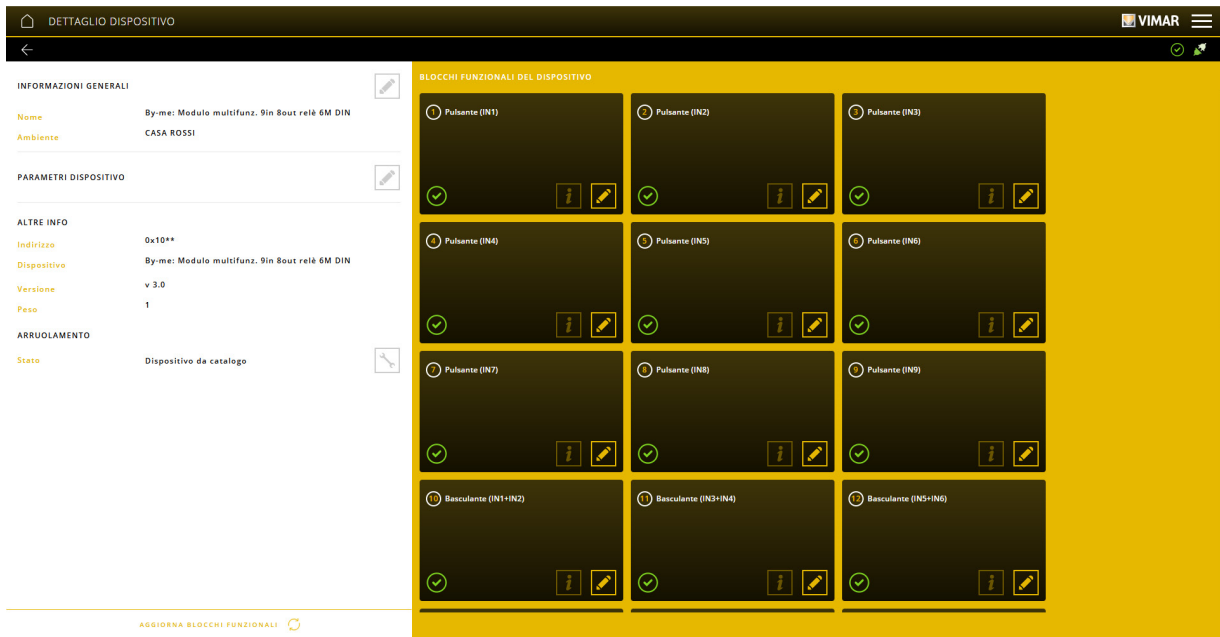 DETTAGLIO DISPOSITIVO
VIMAR
INFORMAZIONI GENERALI
Nome By-me: Modulo multifunz. 9in 8out relè 6M DIN
Ambiente CASA ROSSI
PARAMETRI DISPOSITIVO
ALTRE INFO
Indirizzo 0x10**
Dispositivo By-me: Modulo multifunz. 9in 8out relè 6M DIN
Versione v 3.0
Peso 1
ARRUOLAMENTO
Stato Dispositivo da catalogo
AGGIORNA BLOCCHI FUNZIONALI
BLOCCHI FUNZIONALI DEL DISPOSITIVO
1 Pulsante (IN1)
2 Pulsante (IN2)
3 Pulsante (IN3)
4 Pulsante (IN4)
5 Pulsante (IN5)
6 Pulsante (IN6)
7 Pulsante (IN7)
8 Pulsante (IN8)
9 Pulsante (IN9)
10 Basculante (IN1+IN2)
11 Basculante (IN3+IN4)
12 Basculante (IN5+IN6)